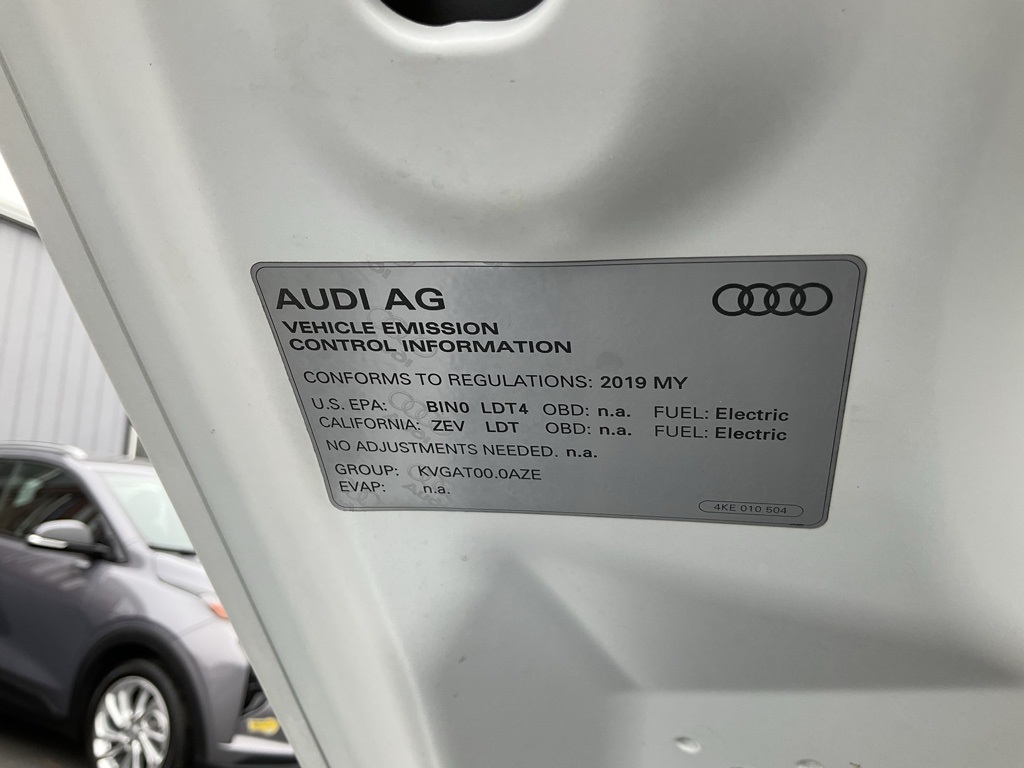 AUDI AG
VEHICLE EMISSION
CONTROL INFORMATION
CONFORMS TO REGULATIONS: 2019 MY
U.S. EPA: BIN0 LDT4 OBD: n.a. FUEL: Electric
CALIFORNIA: ZEV LDT OBD: n.a. FUEL: Electric
NO ADJUSTMENTS NEEDED. n.a.
GROUP: KVGAT00.0AZE
EVAP: n.a.
4KE 010 504